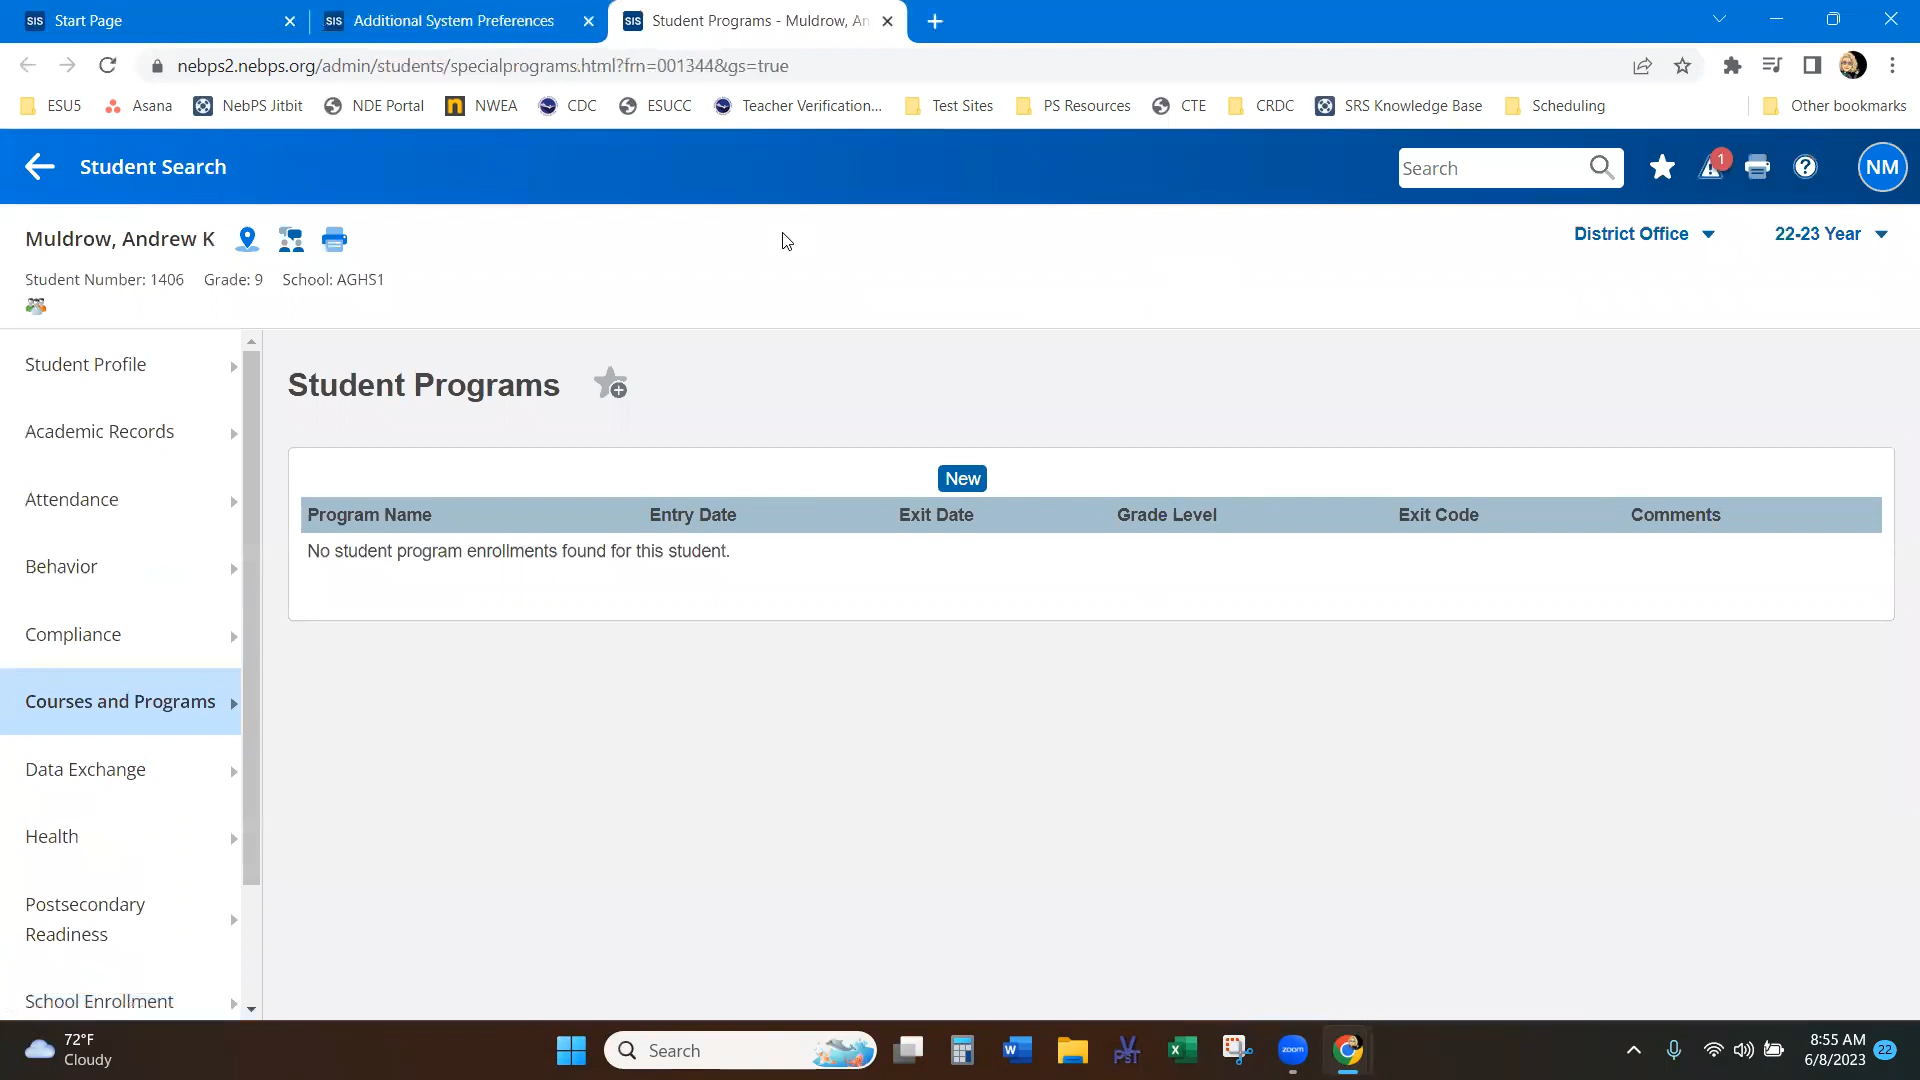 SIS Start Page
SIS Additional System Preferences
SIS Student Programs - Muldrow, An
nebps2.nebps.org/admin/students/specialprograms.html?frn=001344&gs=true
ESU5 Asana NebPS Jitbit NDE Portal n NWEA CDC ESUCC Teacher Verification... Test Sites PS Resources CTE CRDC SRS Knowledge Base Scheduling Other bookmarks
Student Search
Search
1
NM
Muldrow, Andrew K
District Office
22-23 Year
Student Number: 1406 Grade: 9 School: AGHS1
Student Profile
Academic Records
Attendance
Behavior
Compliance
Courses and Programs
Data Exchange
Health
Postsecondary
Readiness
School Enrollment
Student Programs
New
Program Name Entry Date Exit Date Grade Level Exit Code Comments
No student program enrollments found for this student.
72°F
Cloudy
Search
W
PST
X
zoom
8:55 AM
6/8/2023
22